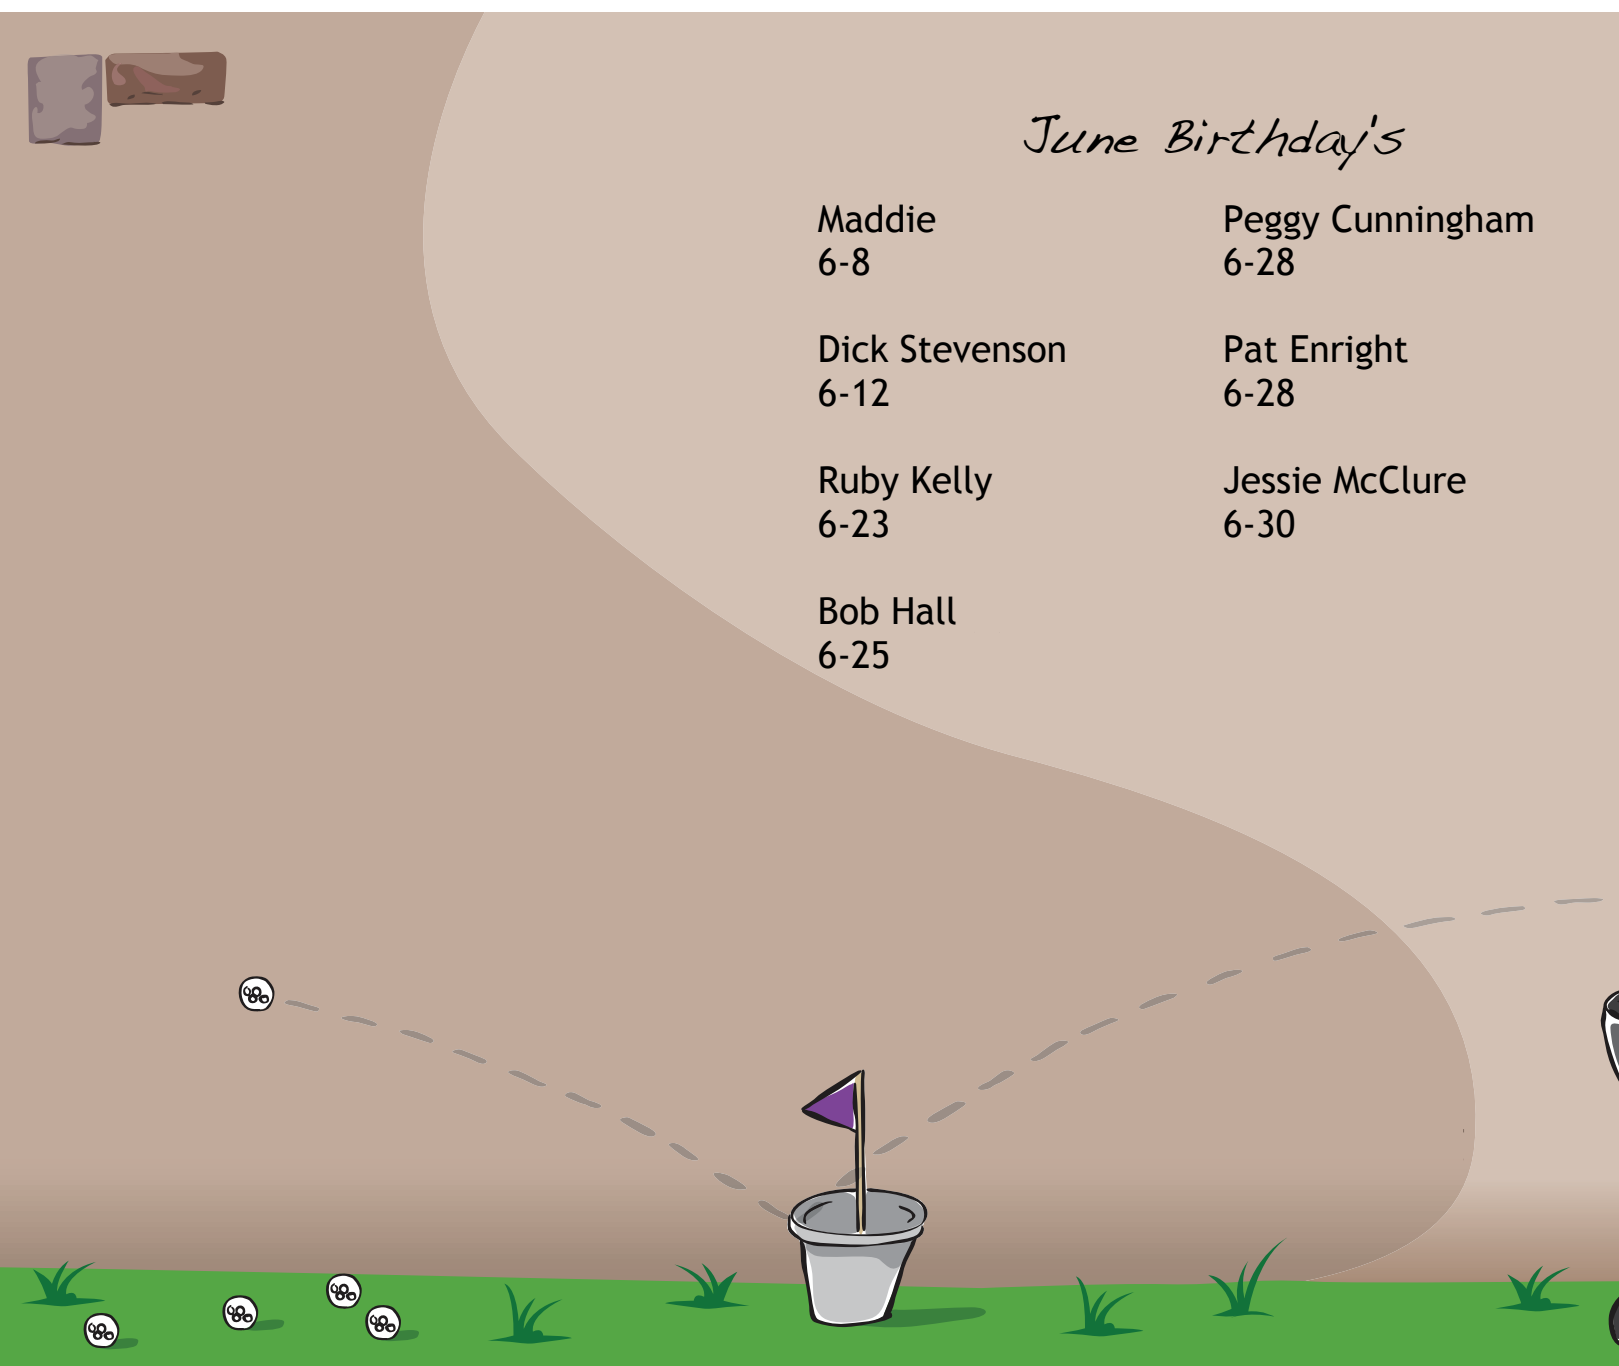 June Birthday's
Maddie
6-8
Dick Stevenson
6-12
Ruby Kelly
6-23
Bob Hall
6-25
Peggy Cunningham
6-28
Pat Enright
6-28
Jessie McClure
6-30